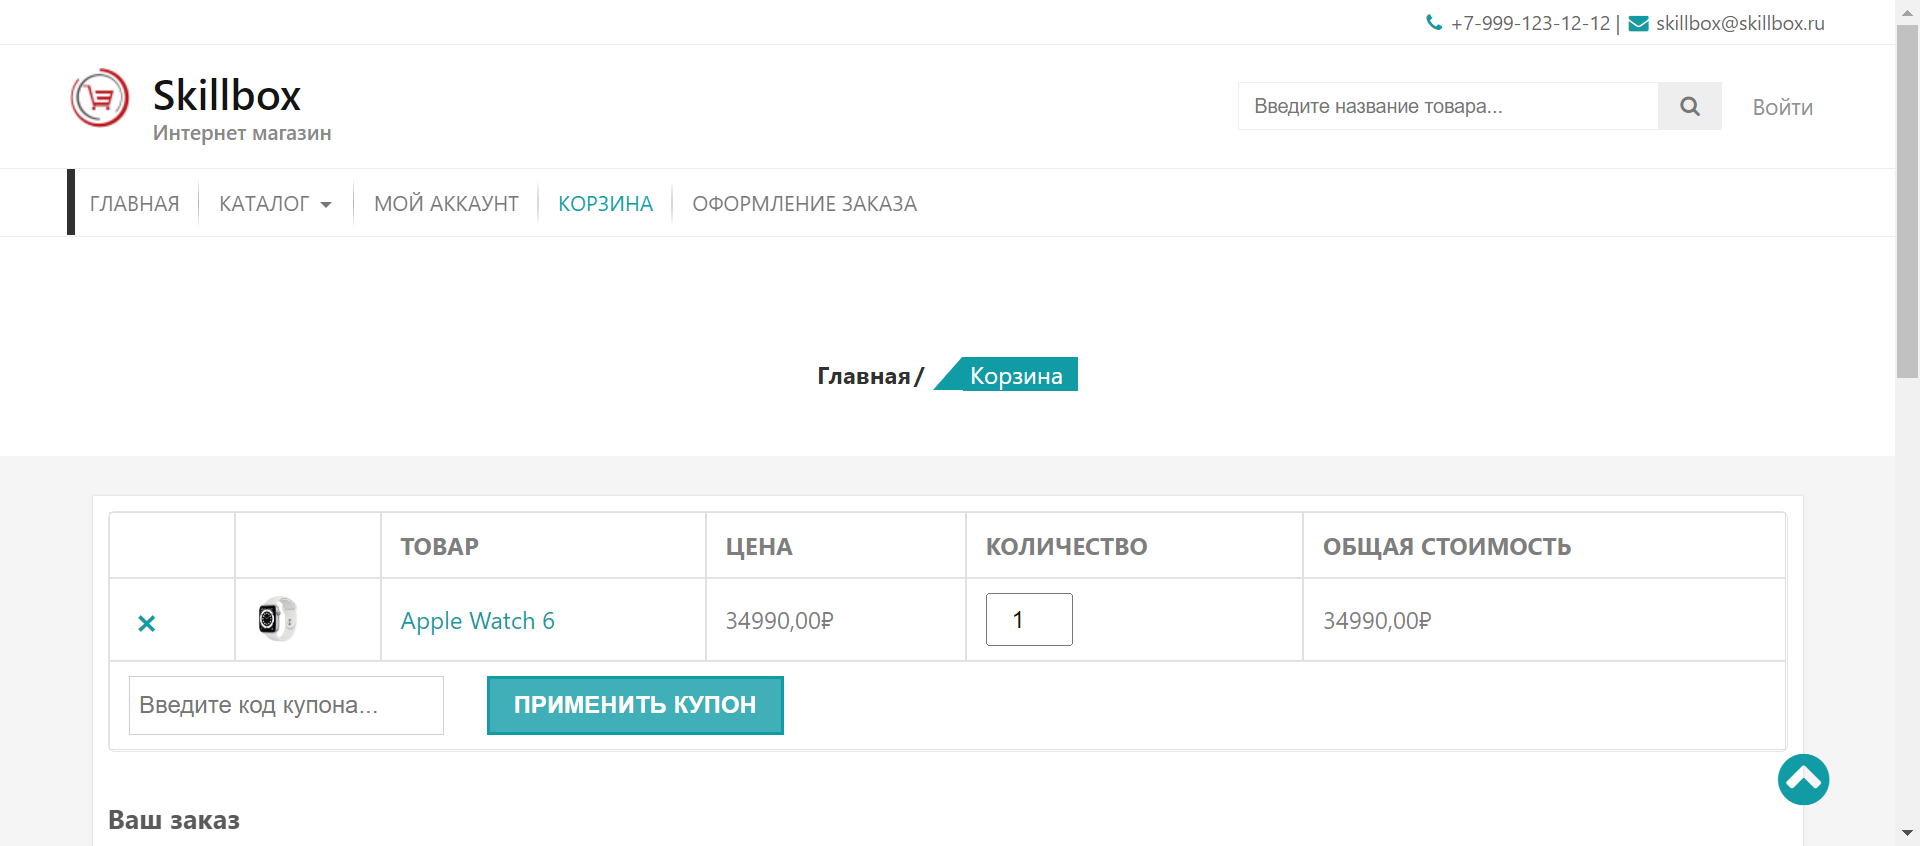 +7-999-123-12-12 | skillbox@skillbox.ru
Skillbox
Интернет магазин
Введите название товара...
Войти
ГЛАВНАЯ КАТАЛОГ МОЙ АККАУНТ КОРЗИНА ОФОРМЛЕНИЕ ЗАКАЗА
Главная / Корзина
ТОВАР ЦЕНА КОЛИЧЕСТВО ОБЩАЯ СТОИМОСТЬ
× Apple Watch 6 34990,00₽ 1 34990,00₽
Введите код купона... ПРИМЕНИТЬ КУПОН
Ваш заказ